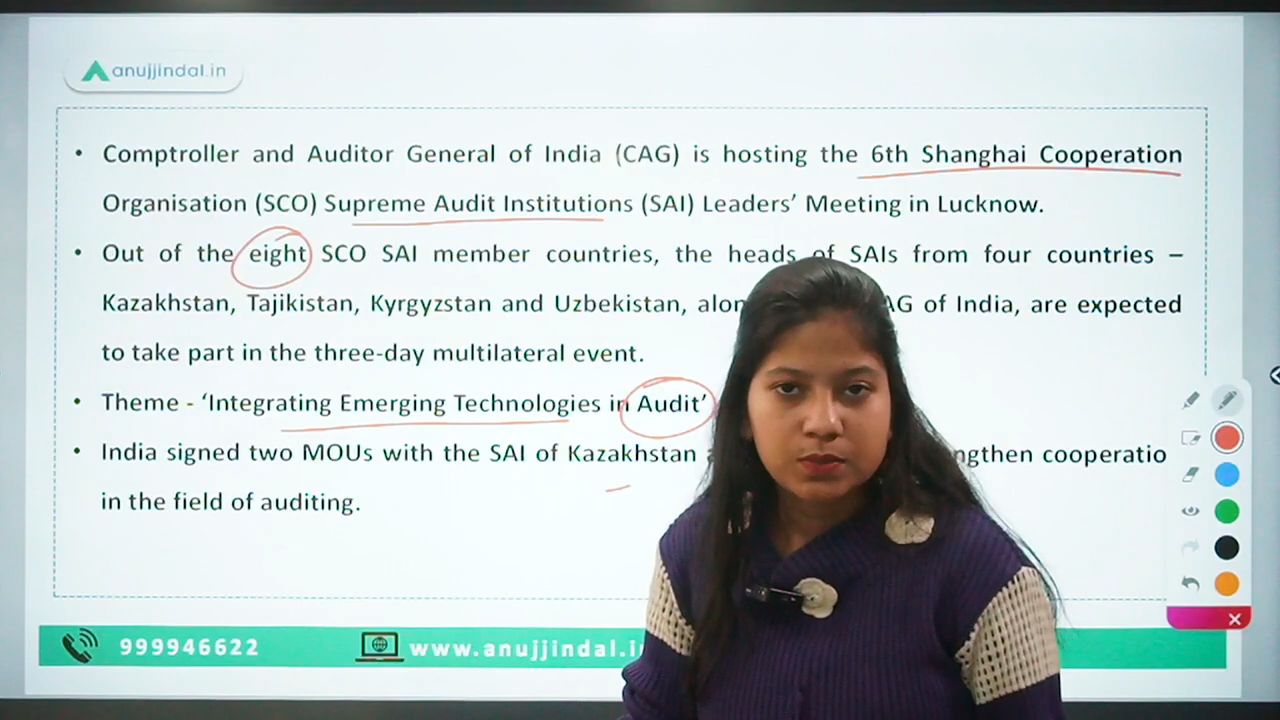 anujjindal.in
• Comptroller and Auditor General of India (CAG) is hosting the 6th Shanghai Cooperation
Organisation (SCO) Supreme Audit Institutions (SAI) Leaders’ Meeting in Lucknow.
• Out of the eight SCO SAI member countries, the heads of SAIs from four countries –
Kazakhstan, Tajikistan, Kyrgyzstan and Uzbekistan, of India, are expected
to take part in the three-day multilateral event.
• Theme - ‘Integrating Emerging Technologies in Audit’
• India signed two MOUs with the SAI of Kazakhstan cooperatio
in the field of auditing.
999946622
www.anujjindal.i